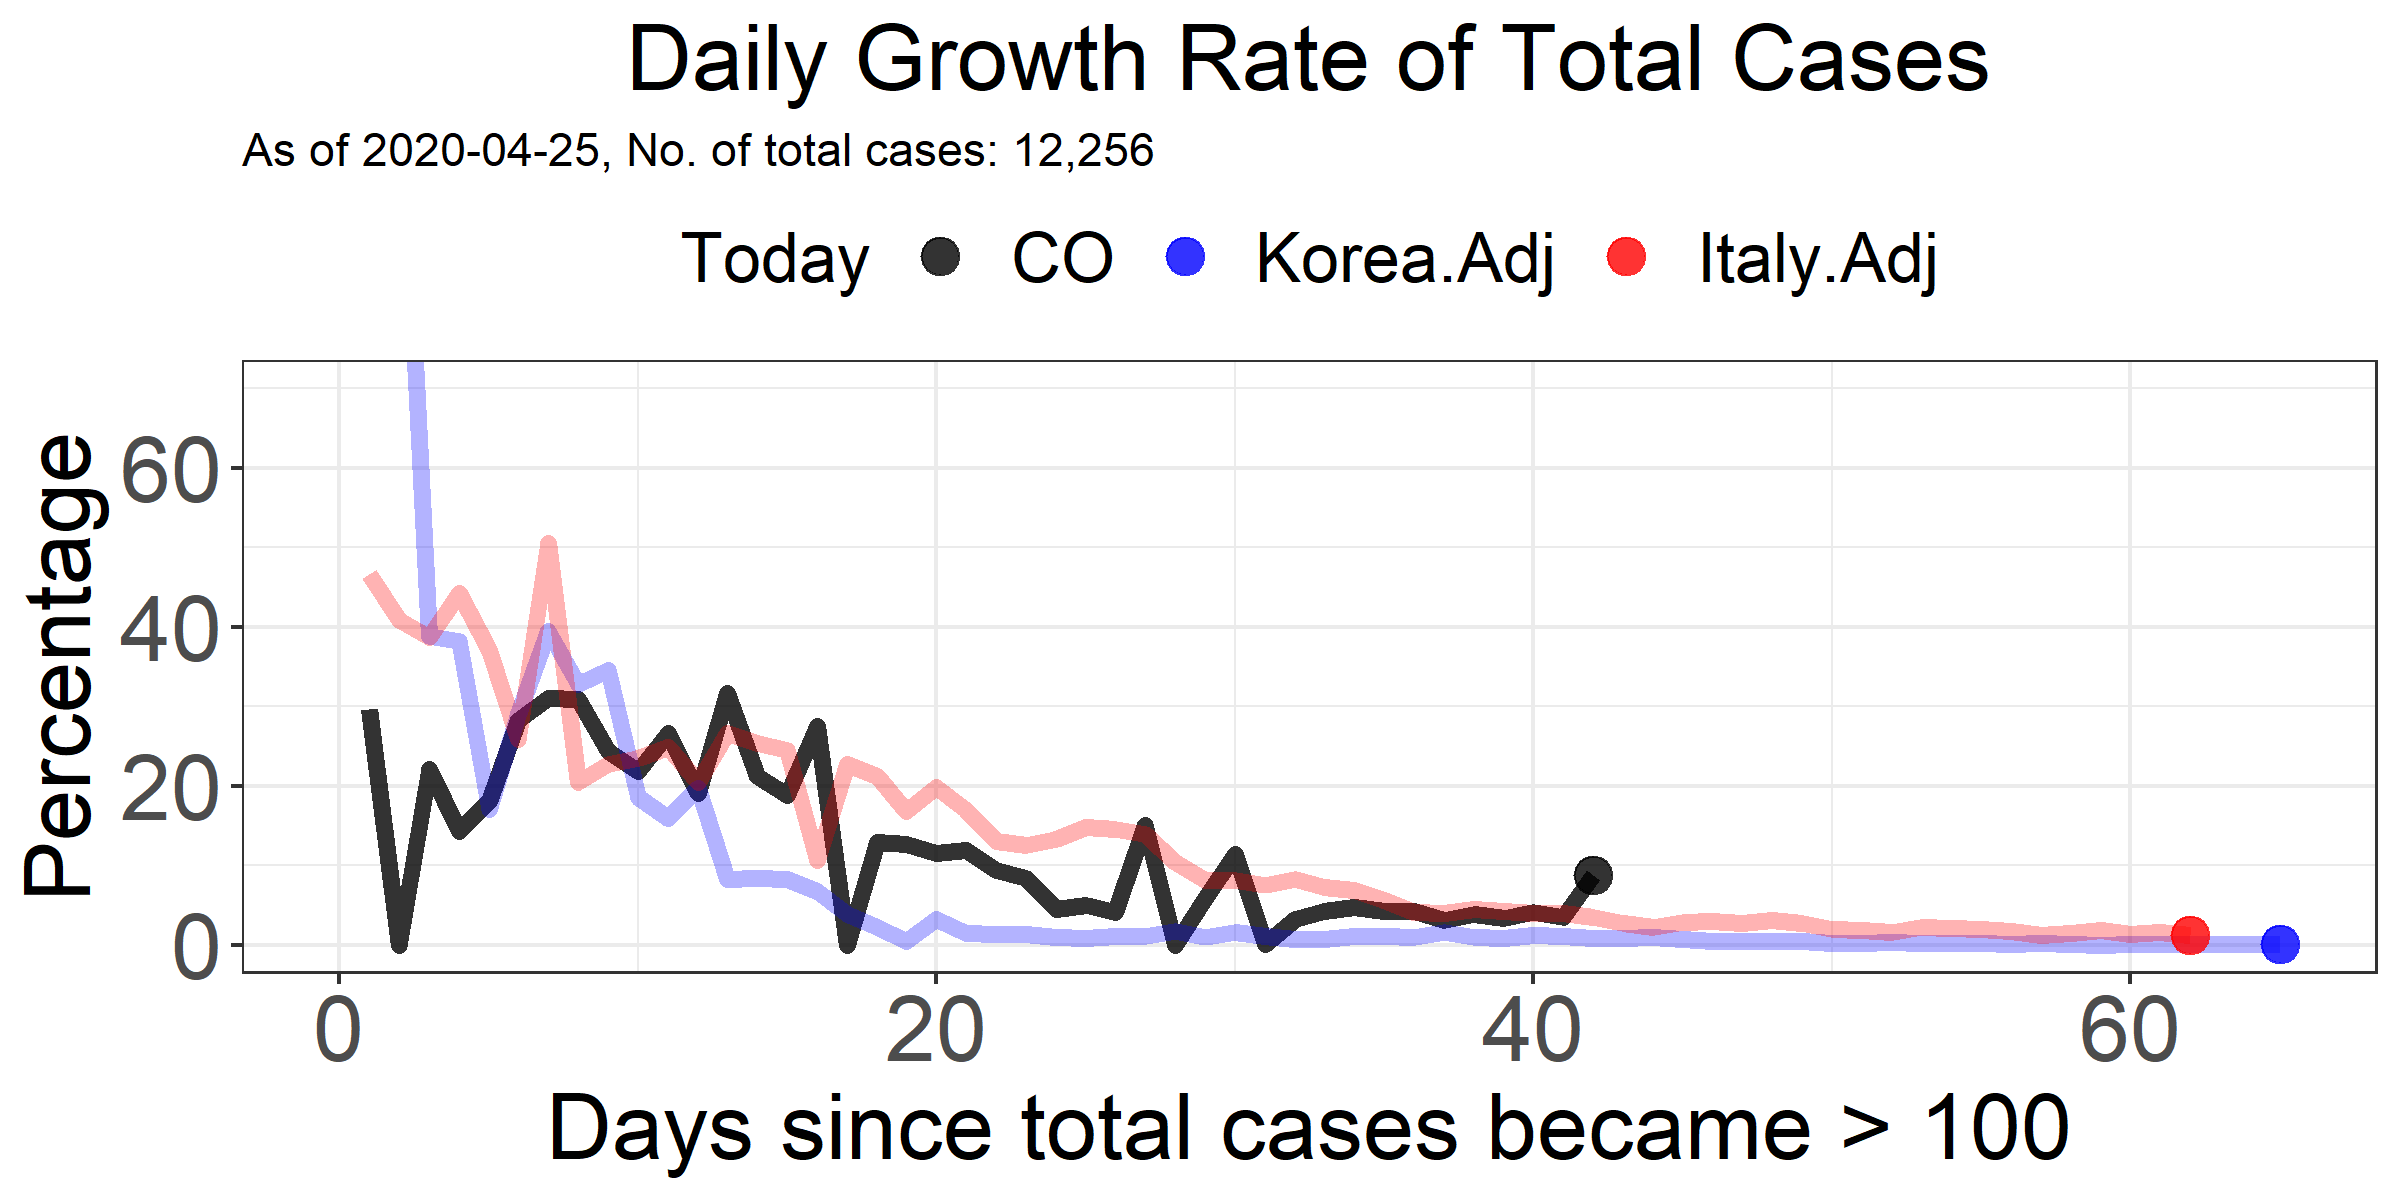 Daily Growth Rate of Total Cases
As of 2020-04-25, No. of total cases: 12,256
Today CO Korea.Adj Italy.Adj
Percentage
60
40
20
0
0 20 40 60
Days since total cases became > 100